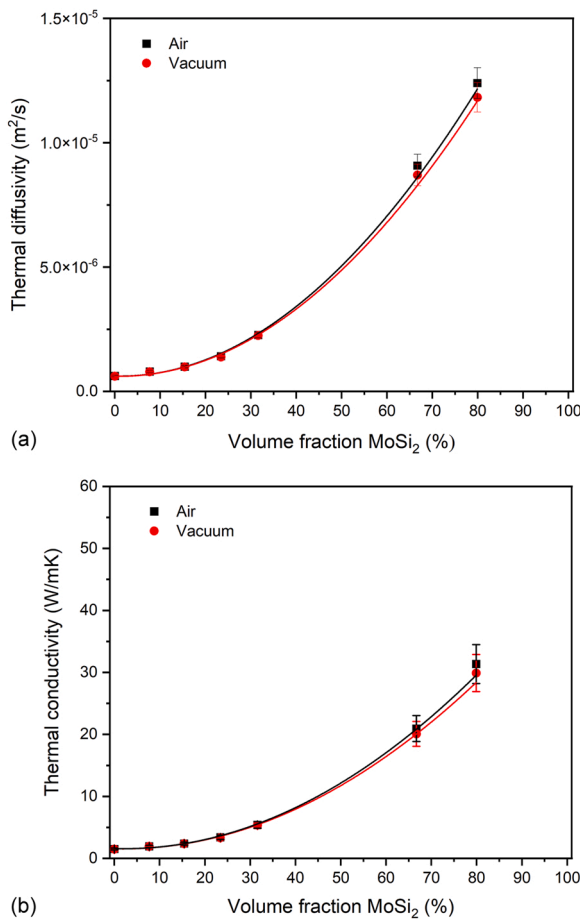 1.5×10⁻⁵
Air
Vacuum
1.0×10⁻⁵
5.0×10⁻⁶
0.0
Thermal diffusivity (m²/s)
0 10 20 30 40 50 60 70 80 90 100
(a)
Volume fraction MoSi₂ (%)
60
Air
Vacuum
50
40
30
20
10
0
Thermal conductivity (W/mK)
0 10 20 30 40 50 60 70 80 90 100
(b)
Volume fraction MoSi₂ (%)